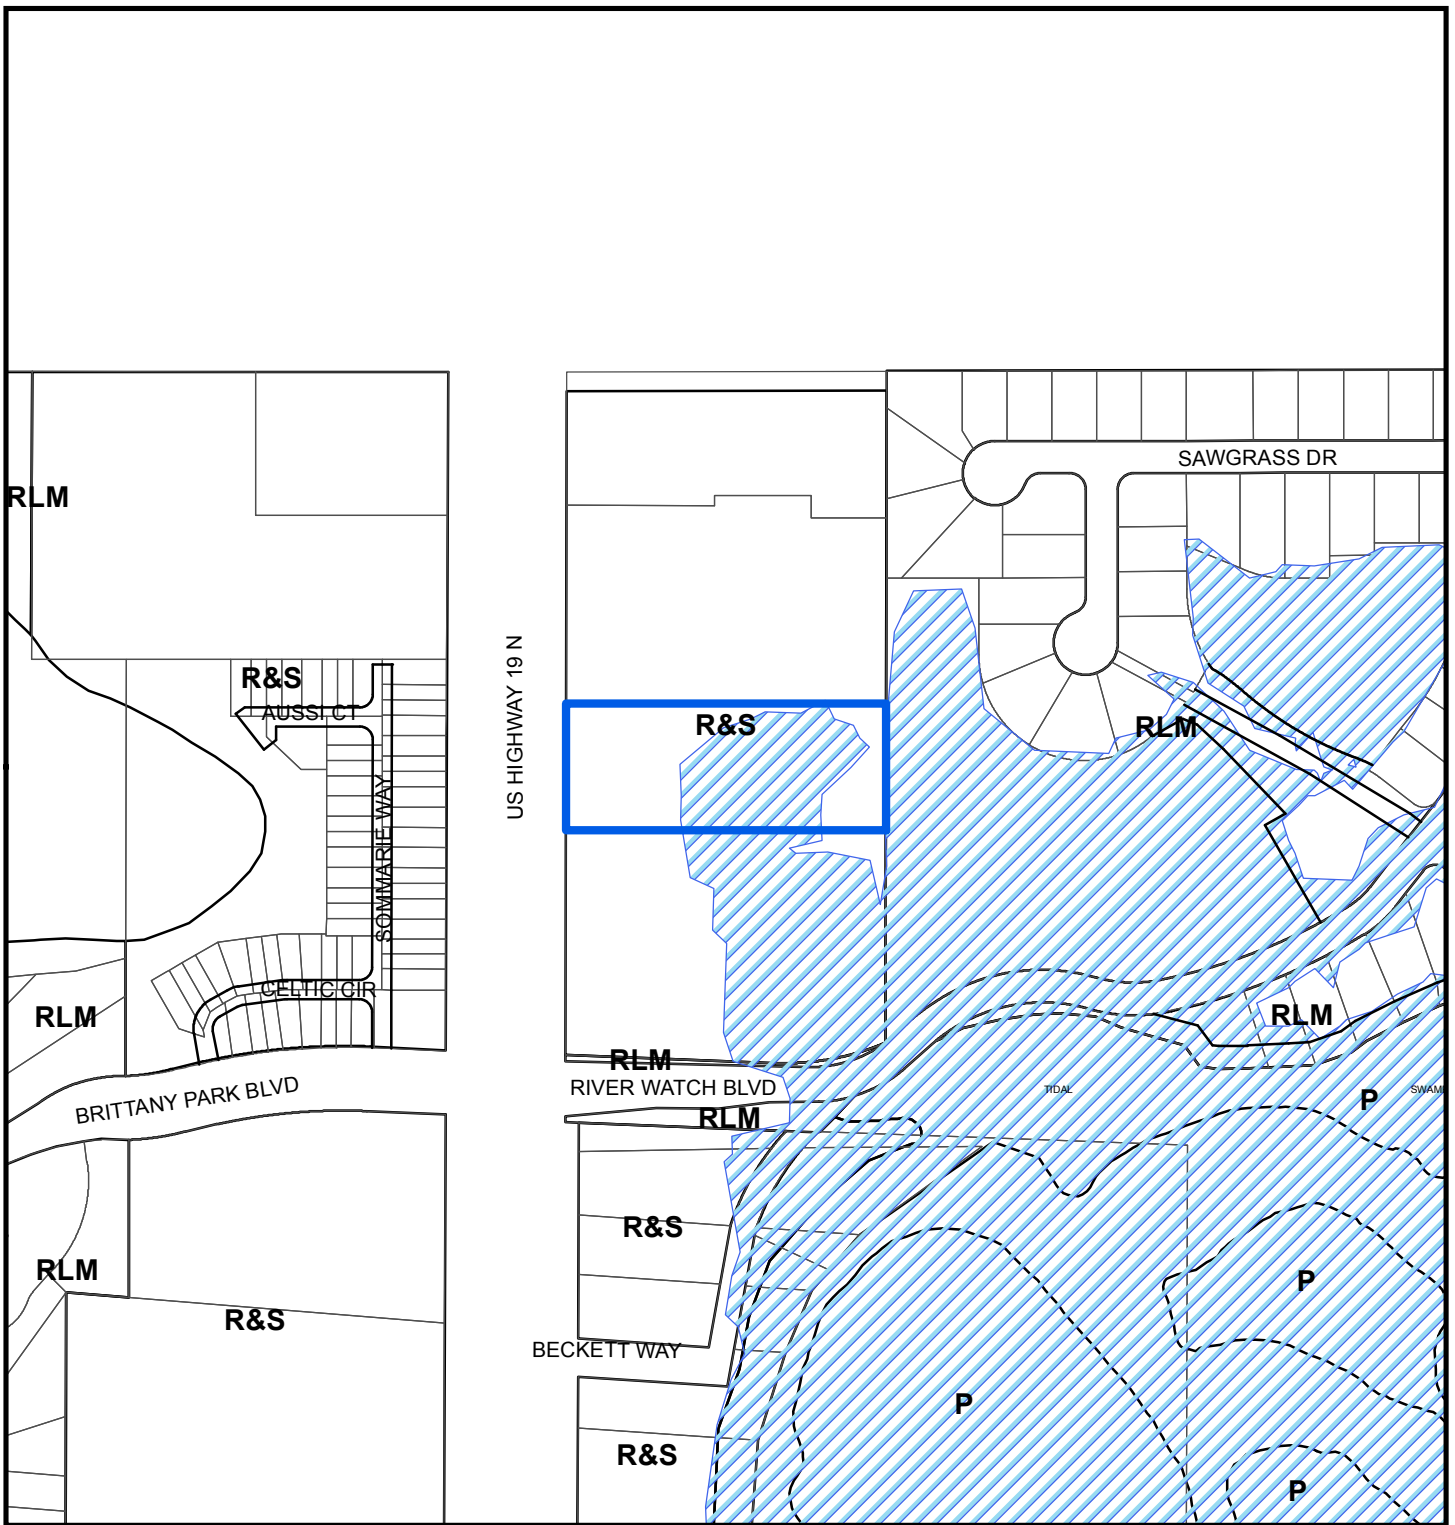 SAWGRASS DR
RLM
US HIGHWAY 19 N
R&S
AUSSI CT
R&S
RLM
SOMMARIE WAY
CELTIC CIR
RLM
RLM
RLM
RIVER WATCH BLVD
BRITTANY PARK BLVD
TIDAL
P
RLM
R&S
RLM
P
R&S
BECKETT WAY
P
R&S
P